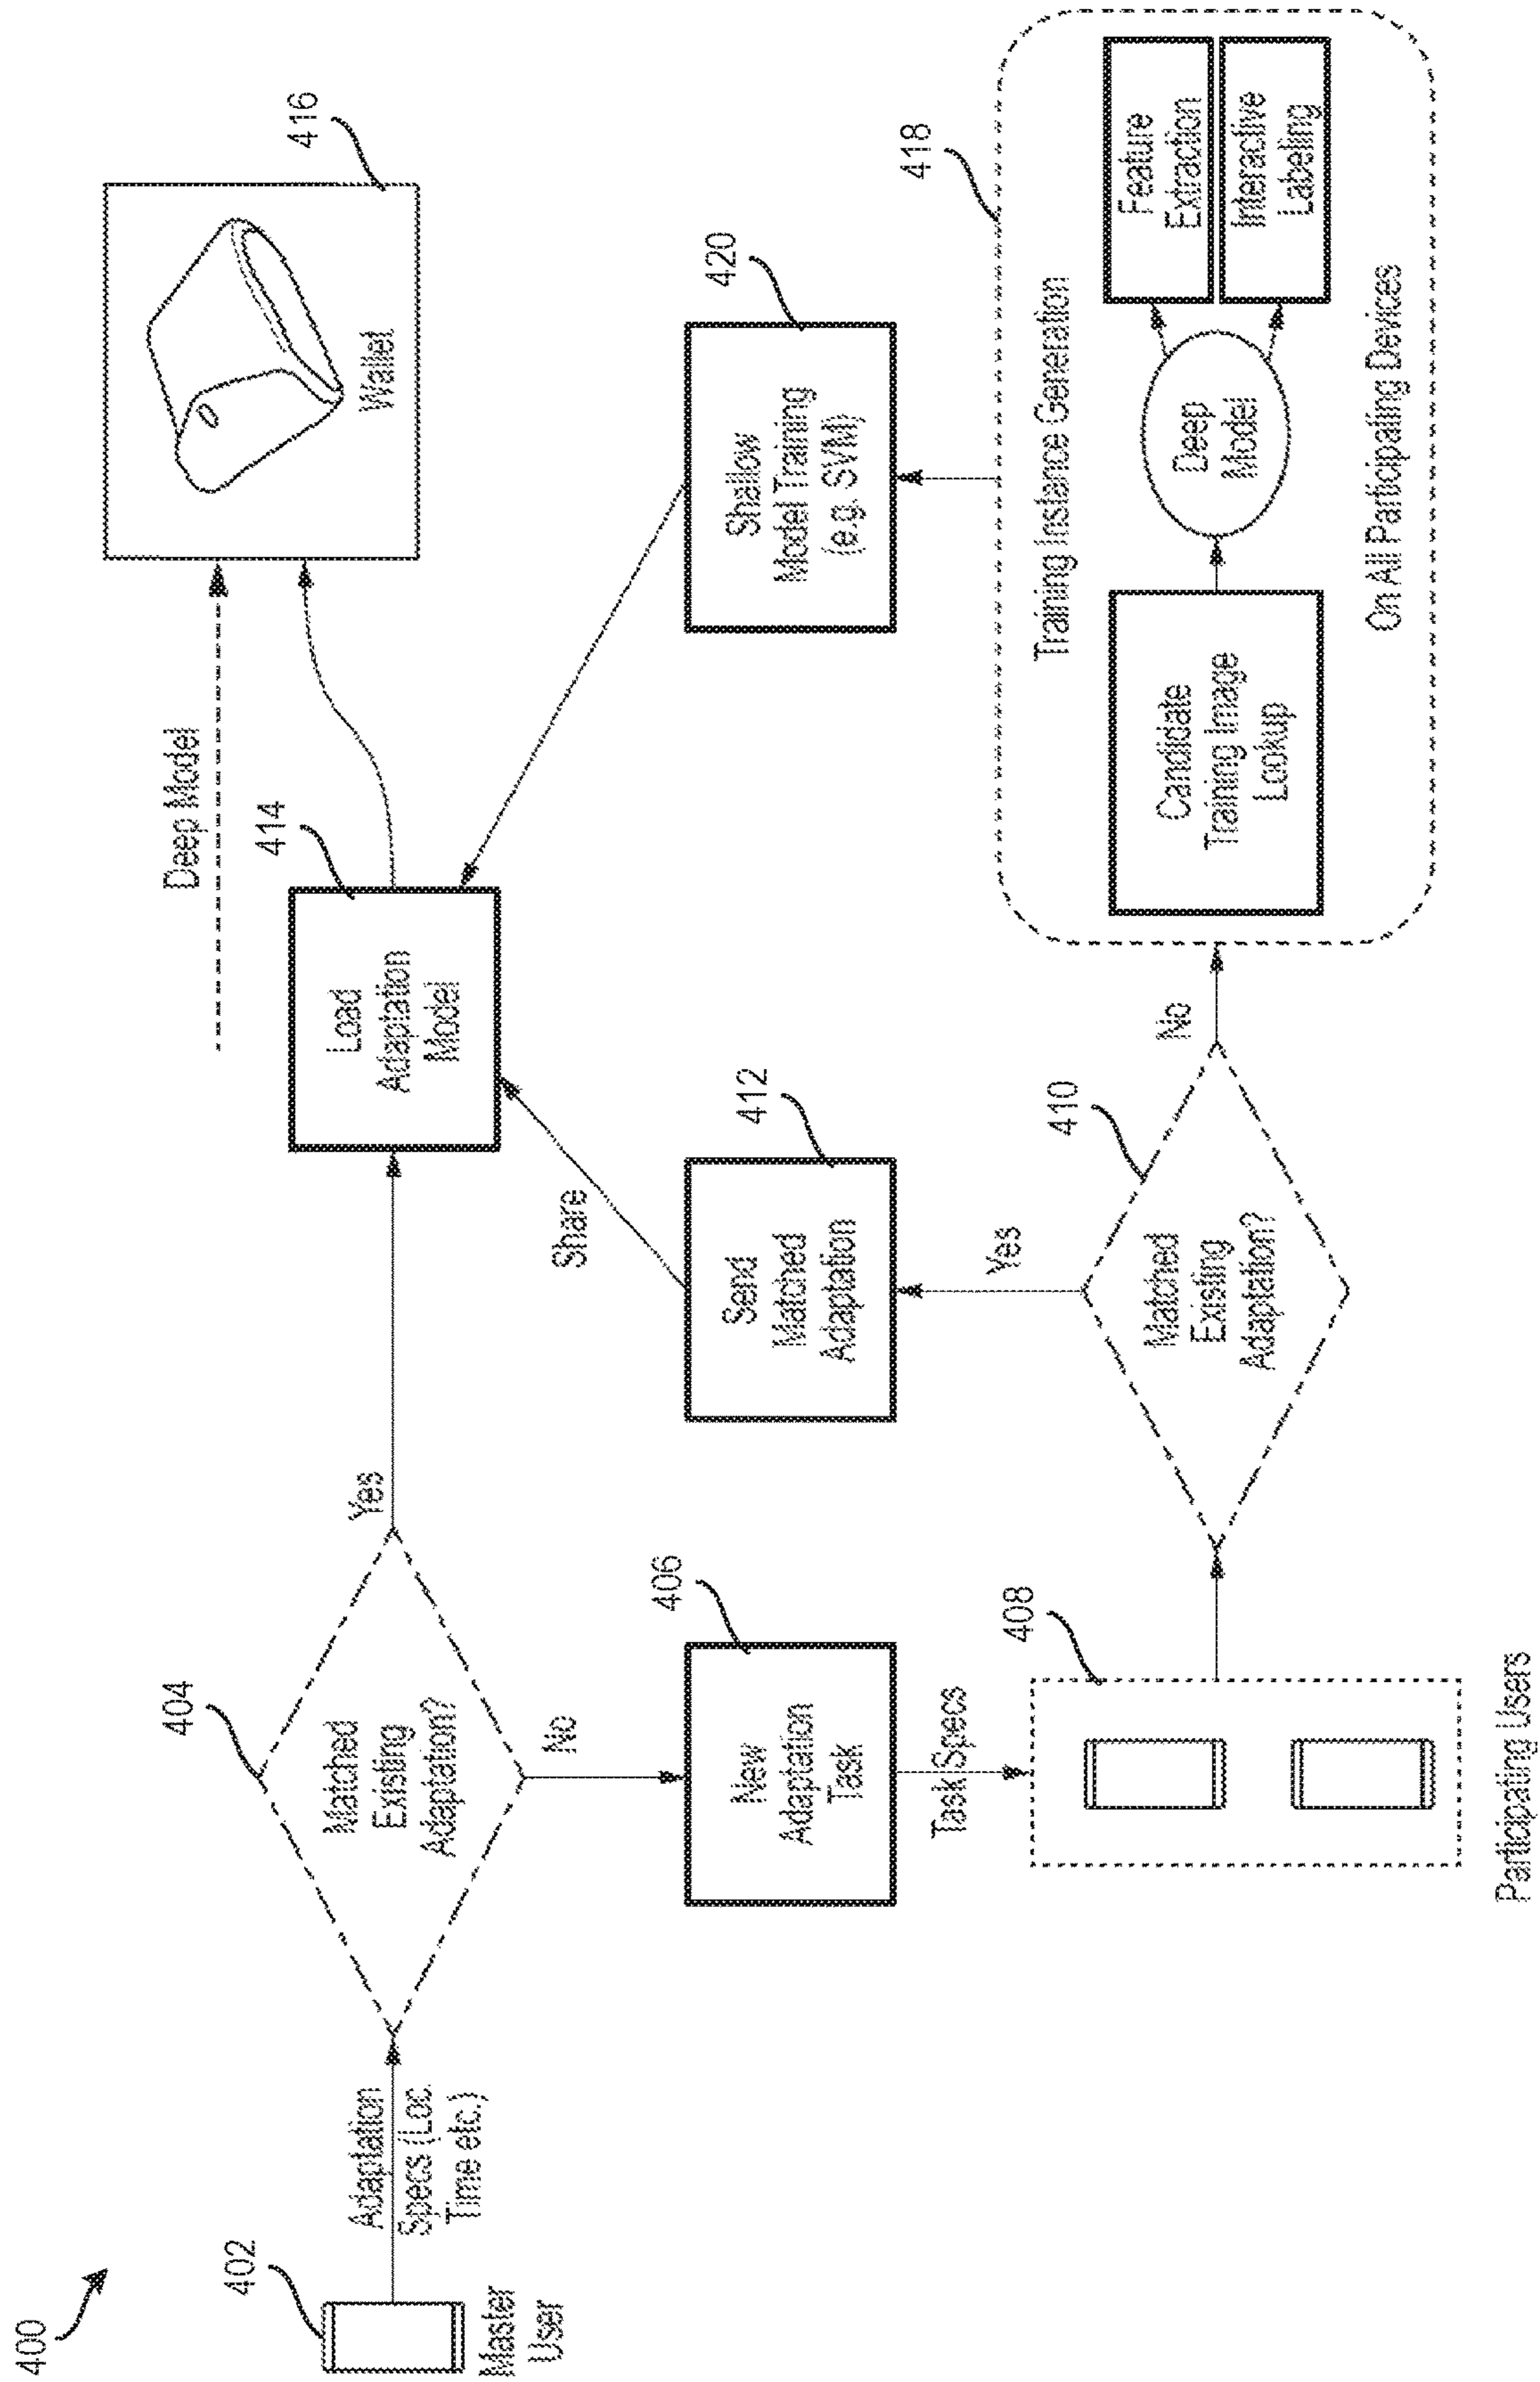 400
402
Master
User
Adaptation
Specs (Loc.
Time etc.)
404
Matched
Existing
Adaptation?
Yes
No
406
New
Adaptation
Task
Task Specs
408
Participating Users
410
Matched
Existing
Adaptation?
Yes
No
412
Send
Matched
Adaptation
Share
414
Load
Adaptation
Model
Deep Model
416
Wallet
418
Training Instance Generation
Candidate
Training Image
Lookup
Deep
Model
Feature
Extraction
Interactive
Labeling
On All Participating Devices
420
Shallow
Model Training
(e.g. SVM)